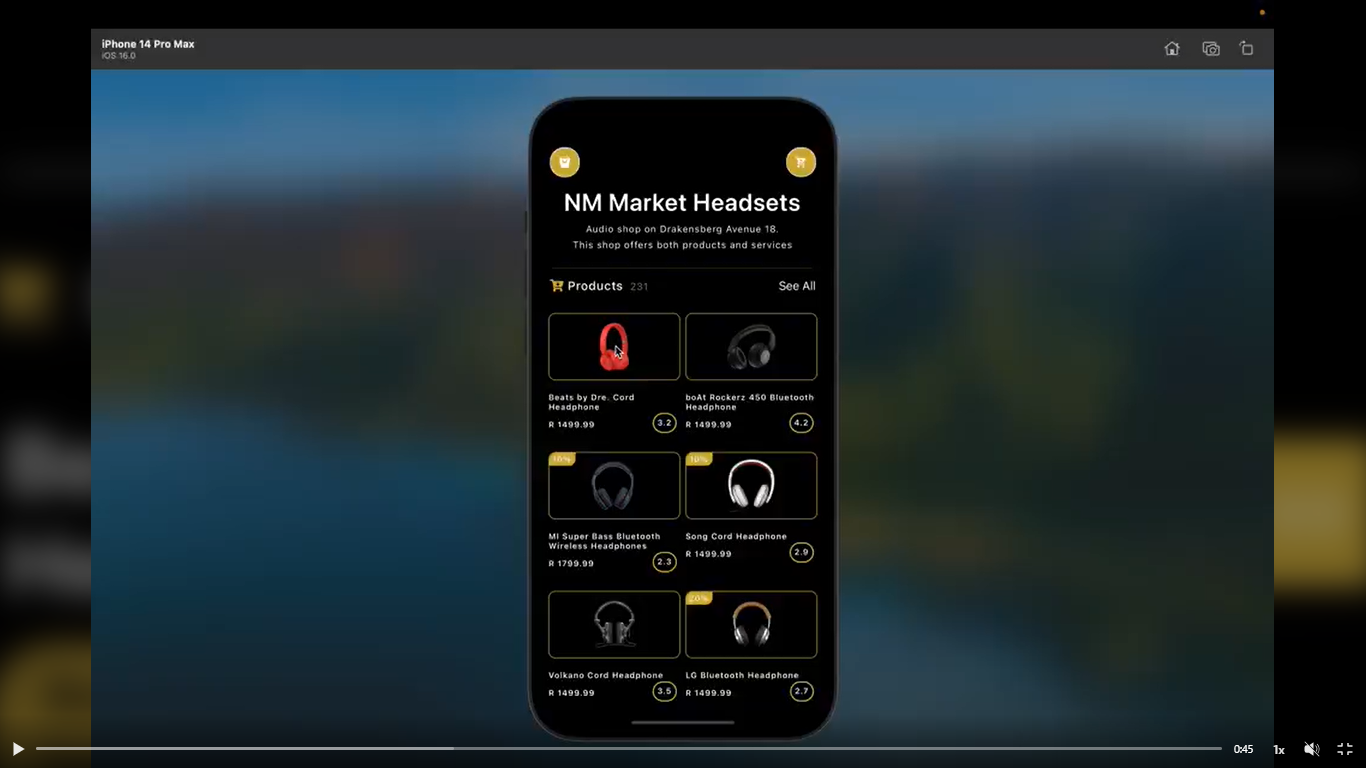 iPhone 14 Pro Max
iOS 16.0
NM Market Headsets
Audio shop on Drakensberg Avenue 18.
This shop offers both products and services
Products 231
See All
Beats by Dre. Cord
Headphone
R 1499.99
3.2
boAt Rockerz 450 Bluetooth
Headphone
R 1499.99
4.2
10%
MI Super Bass Bluetooth
Wireless Headphones
R 1799.99
2.3
10%
Song Cord Headphone
R 1499.99
2.9
Volkano Cord Headphone
R 1499.99
3.5
20%
LG Bluetooth Headphone
R 1499.99
2.7
0:45
1x